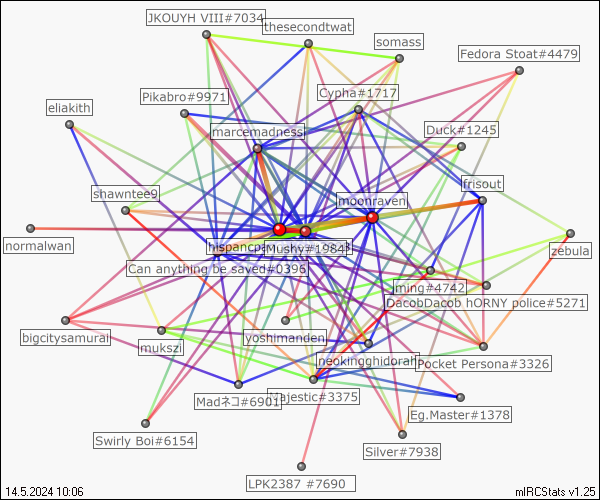 JKOUYH VIII#7034
thesecondtwat
somass
Fedora Stoat#4479
Pikabro#9971
Cypha#1717
eliakith
marcemadness
Duck#1245
frisout
shawntee9
moonraven
normalwan
Mushy#1984
zebula
Can anything be saved#0396
jming#4742
DacobDacob hORNY police#5271
bigcitysamurai
mukszi
yoshimanden
neokingghidorah
Pocket Persona#3326
Madネコ#6901
Majestic#3375
Eg.Master#1378
Swirly Boi#6154
Silver#7938
LPK2387 #7690
14.5.2024 10:06
mIRCStats v1.25